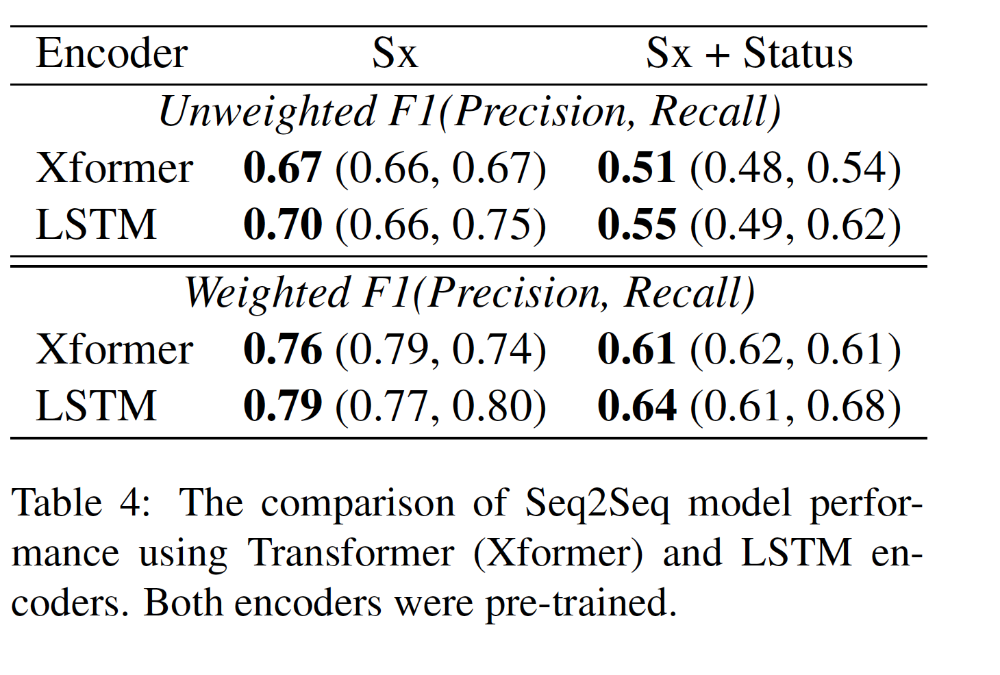 Encoder Sx Sx + Status
Unweighted F1(Precision, Recall)
Xformer 0.67 (0.66, 0.67) 0.51 (0.48, 0.54)
LSTM 0.70 (0.66, 0.75) 0.55 (0.49, 0.62)
Weighted F1(Precision, Recall)
Xformer 0.76 (0.79, 0.74) 0.61 (0.62, 0.61)
LSTM 0.79 (0.77, 0.80) 0.64 (0.61, 0.68)
Table 4: The comparison of Seq2Seq model perfor-
mance using Transformer (Xformer) and LSTM en-
coders. Both encoders were pre-trained.